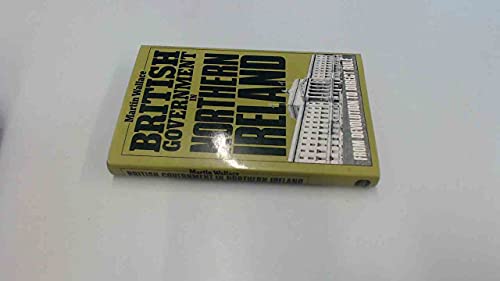 Martin Wallace
BRITISH
GOVERNMENT
IN
NORTHERN
IRELAND
FROM DEVOLUTION TO DIRECT RULE
Martin Wallace
BRITISH GOVERNMENT IN NORTHERN IRELAND